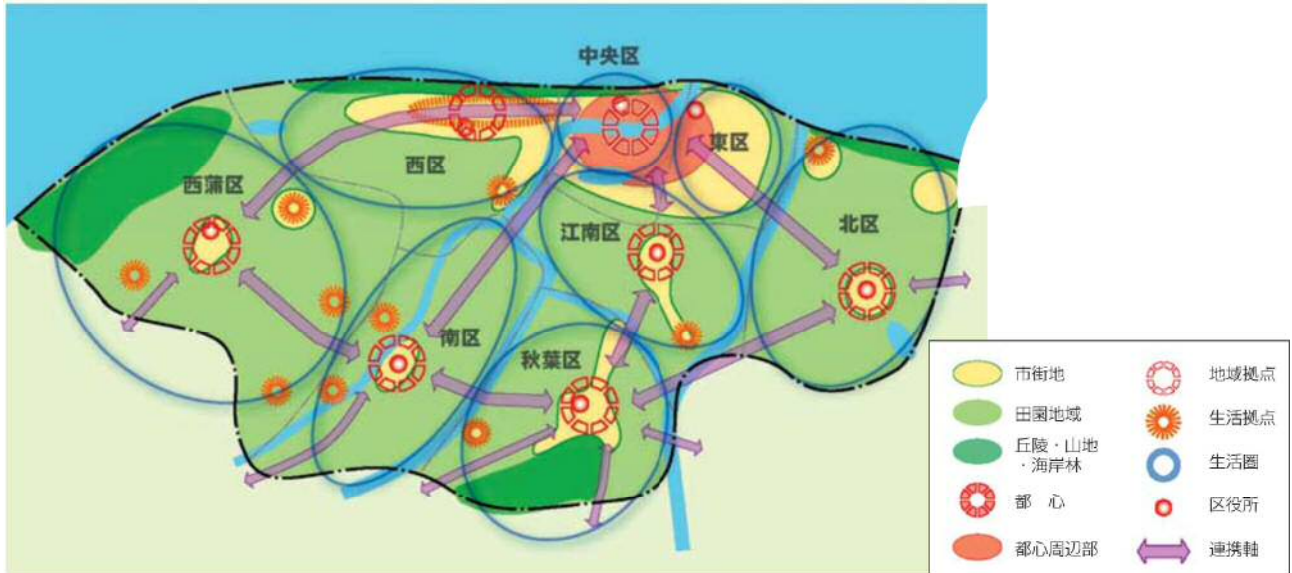 中央区
東区
西区
西蒲区
江南区
北区
南区
秋葉区
市街地
田園地域
丘陵・山地
・海岸林
都 心
都心周辺部
地域拠点
生活拠点
生活圏
区役所
連携軸